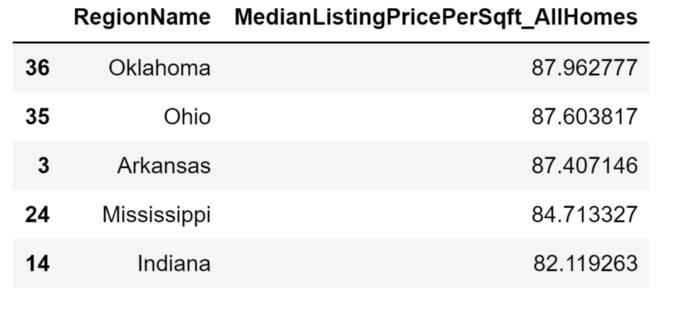 RegionName MedianListingPricePerSqft_AllHomes
36 Oklahoma 87.962777
35 Ohio 87.603817
3 Arkansas 87.407146
24 Mississippi 84.713327
14 Indiana 82.119263